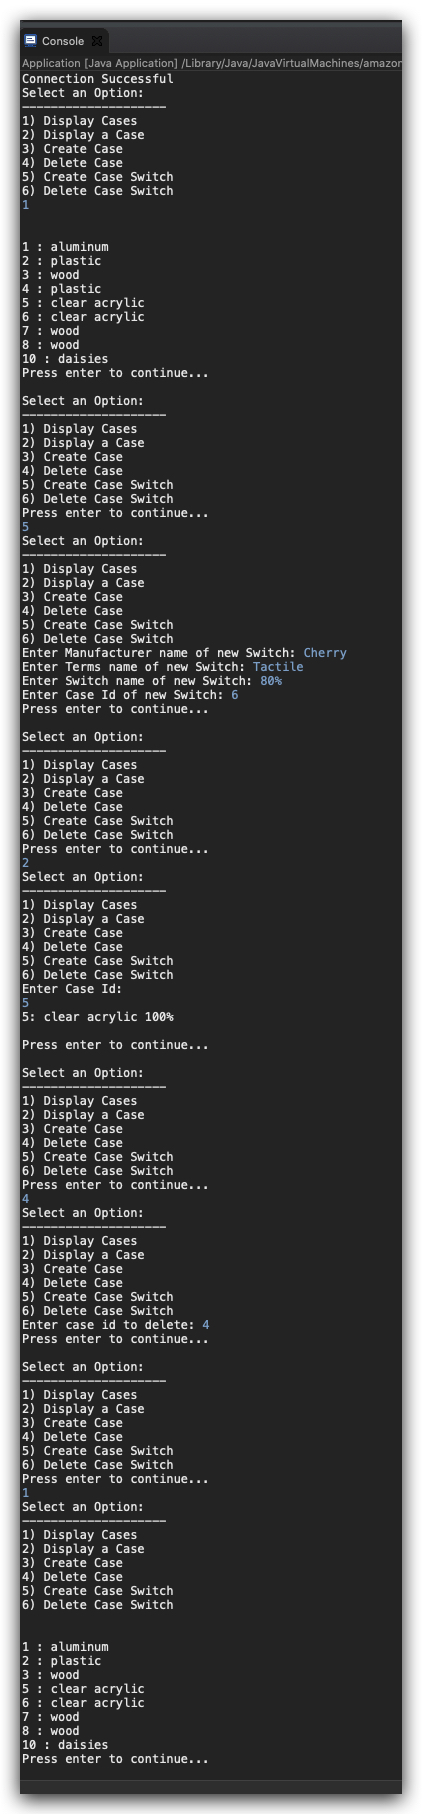 Console
Application [Java Application] /Library/Java/JavaVirtualMachines/amazon
Connection Successful
Select an Option:
--------------------
1) Display Cases
2) Display a Case
3) Create Case
4) Delete Case
5) Create Case Switch
6) Delete Case Switch
1
1 : aluminum
2 : plastic
3 : wood
4 : plastic
5 : clear acrylic
6 : clear acrylic
7 : wood
8 : wood
10 : daisies
Press enter to continue...
Select an Option:
--------------------
1) Display Cases
2) Display a Case
3) Create Case
4) Delete Case
5) Create Case Switch
6) Delete Case Switch
Press enter to continue...
5
Select an Option:
--------------------
1) Display Cases
2) Display a Case
3) Create Case
4) Delete Case
5) Create Case Switch
6) Delete Case Switch
Enter Manufacturer name of new Switch: Cherry
Enter Terms name of new Switch: Tactile
Enter Switch name of new Switch: 80%
Enter Case Id of new Switch: 6
Press enter to continue...
Select an Option:
--------------------
1) Display Cases
2) Display a Case
3) Create Case
4) Delete Case
5) Create Case Switch
6) Delete Case Switch
Press enter to continue...
2
Select an Option:
--------------------
1) Display Cases
2) Display a Case
3) Create Case
4) Delete Case
5) Create Case Switch
6) Delete Case Switch
Enter Case Id:
5
5: clear acrylic 100%
Press enter to continue...
Select an Option:
--------------------
1) Display Cases
2) Display a Case
3) Create Case
4) Delete Case
5) Create Case Switch
6) Delete Case Switch
Press enter to continue...
4
Select an Option:
--------------------
1) Display Cases
2) Display a Case
3) Create Case
4) Delete Case
5) Create Case Switch
6) Delete Case Switch
Enter case id to delete: 4
Press enter to continue...
Select an Option:
--------------------
1) Display Cases
2) Display a Case
3) Create Case
4) Delete Case
5) Create Case Switch
6) Delete Case Switch
Press enter to continue...
1
Select an Option:
--------------------
1) Display Cases
2) Display a Case
3) Create Case
4) Delete Case
5) Create Case Switch
6) Delete Case Switch
1 : aluminum
2 : plastic
3 : wood
5 : clear acrylic
6 : clear acrylic
7 : wood
8 : wood
10 : daisies
Press enter to continue...